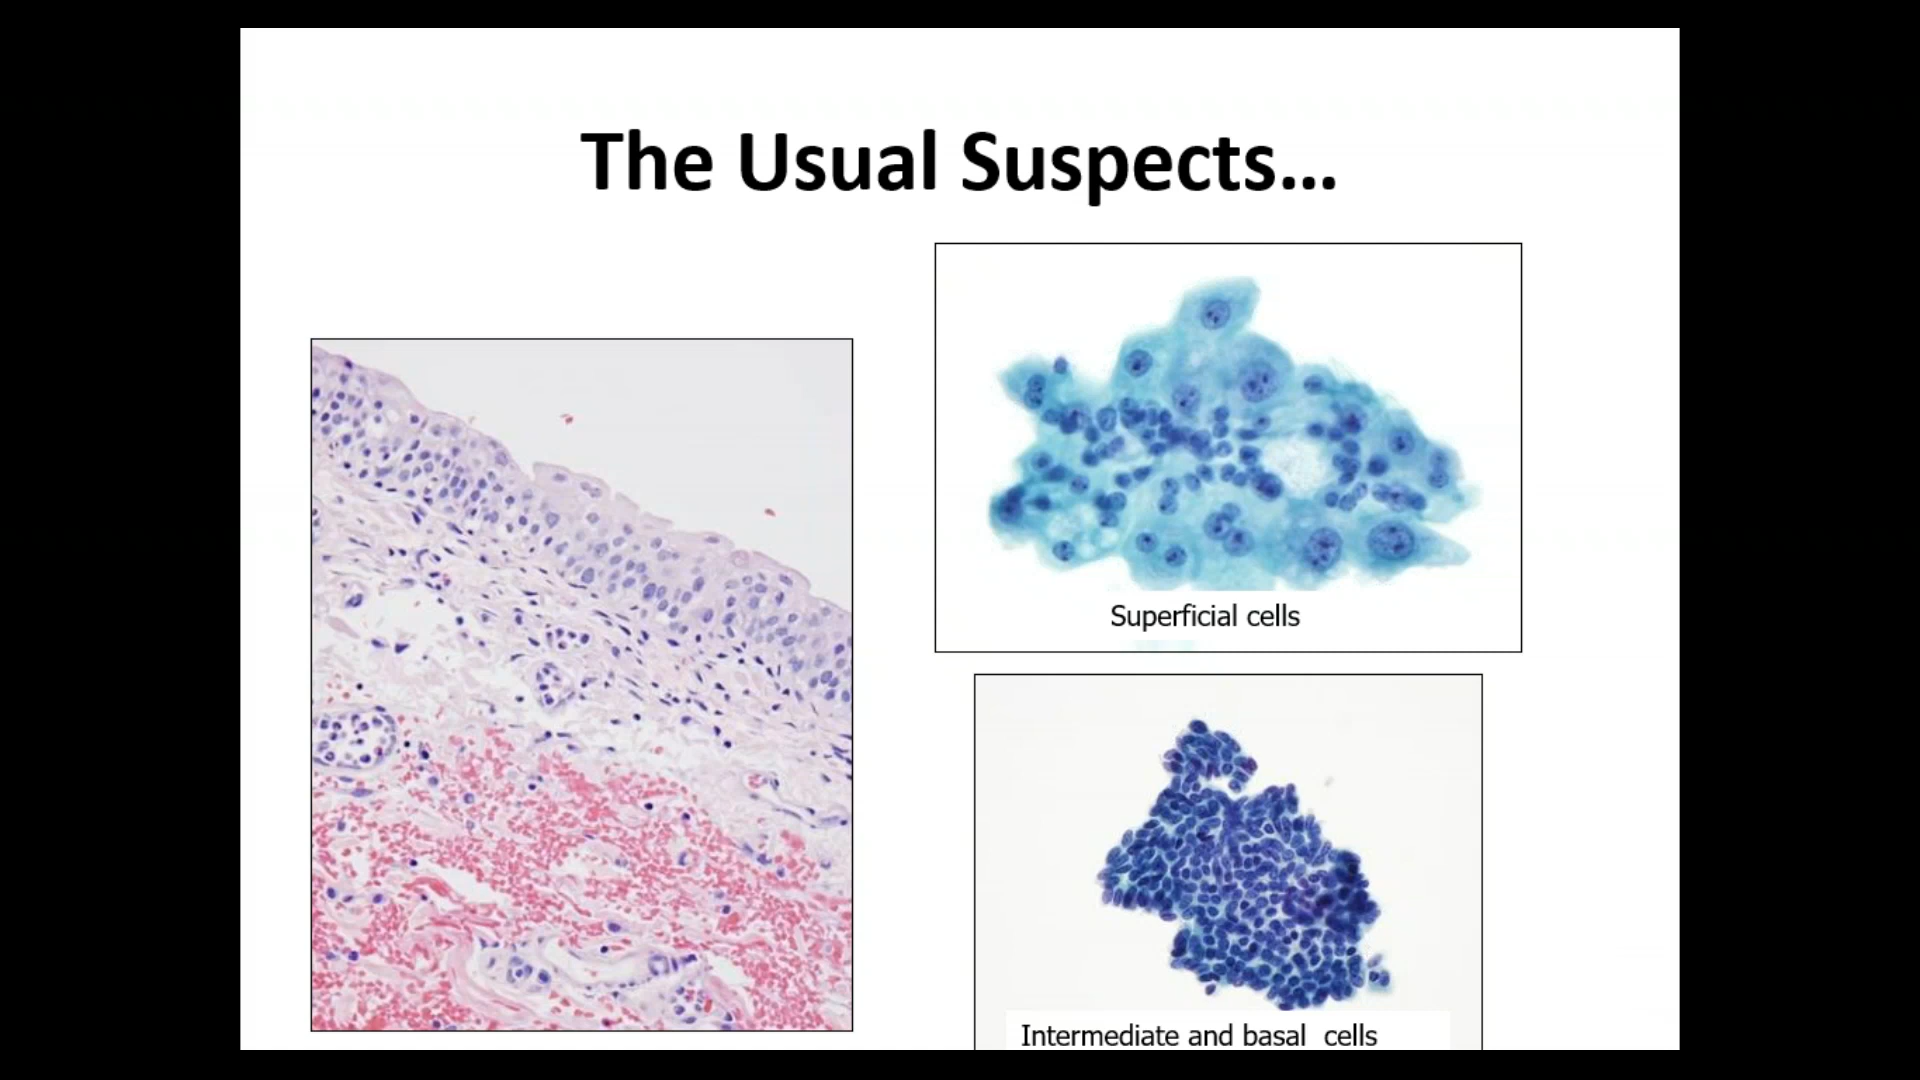 The Usual Suspects...
Superficial cells
Intermediate and basal  cells